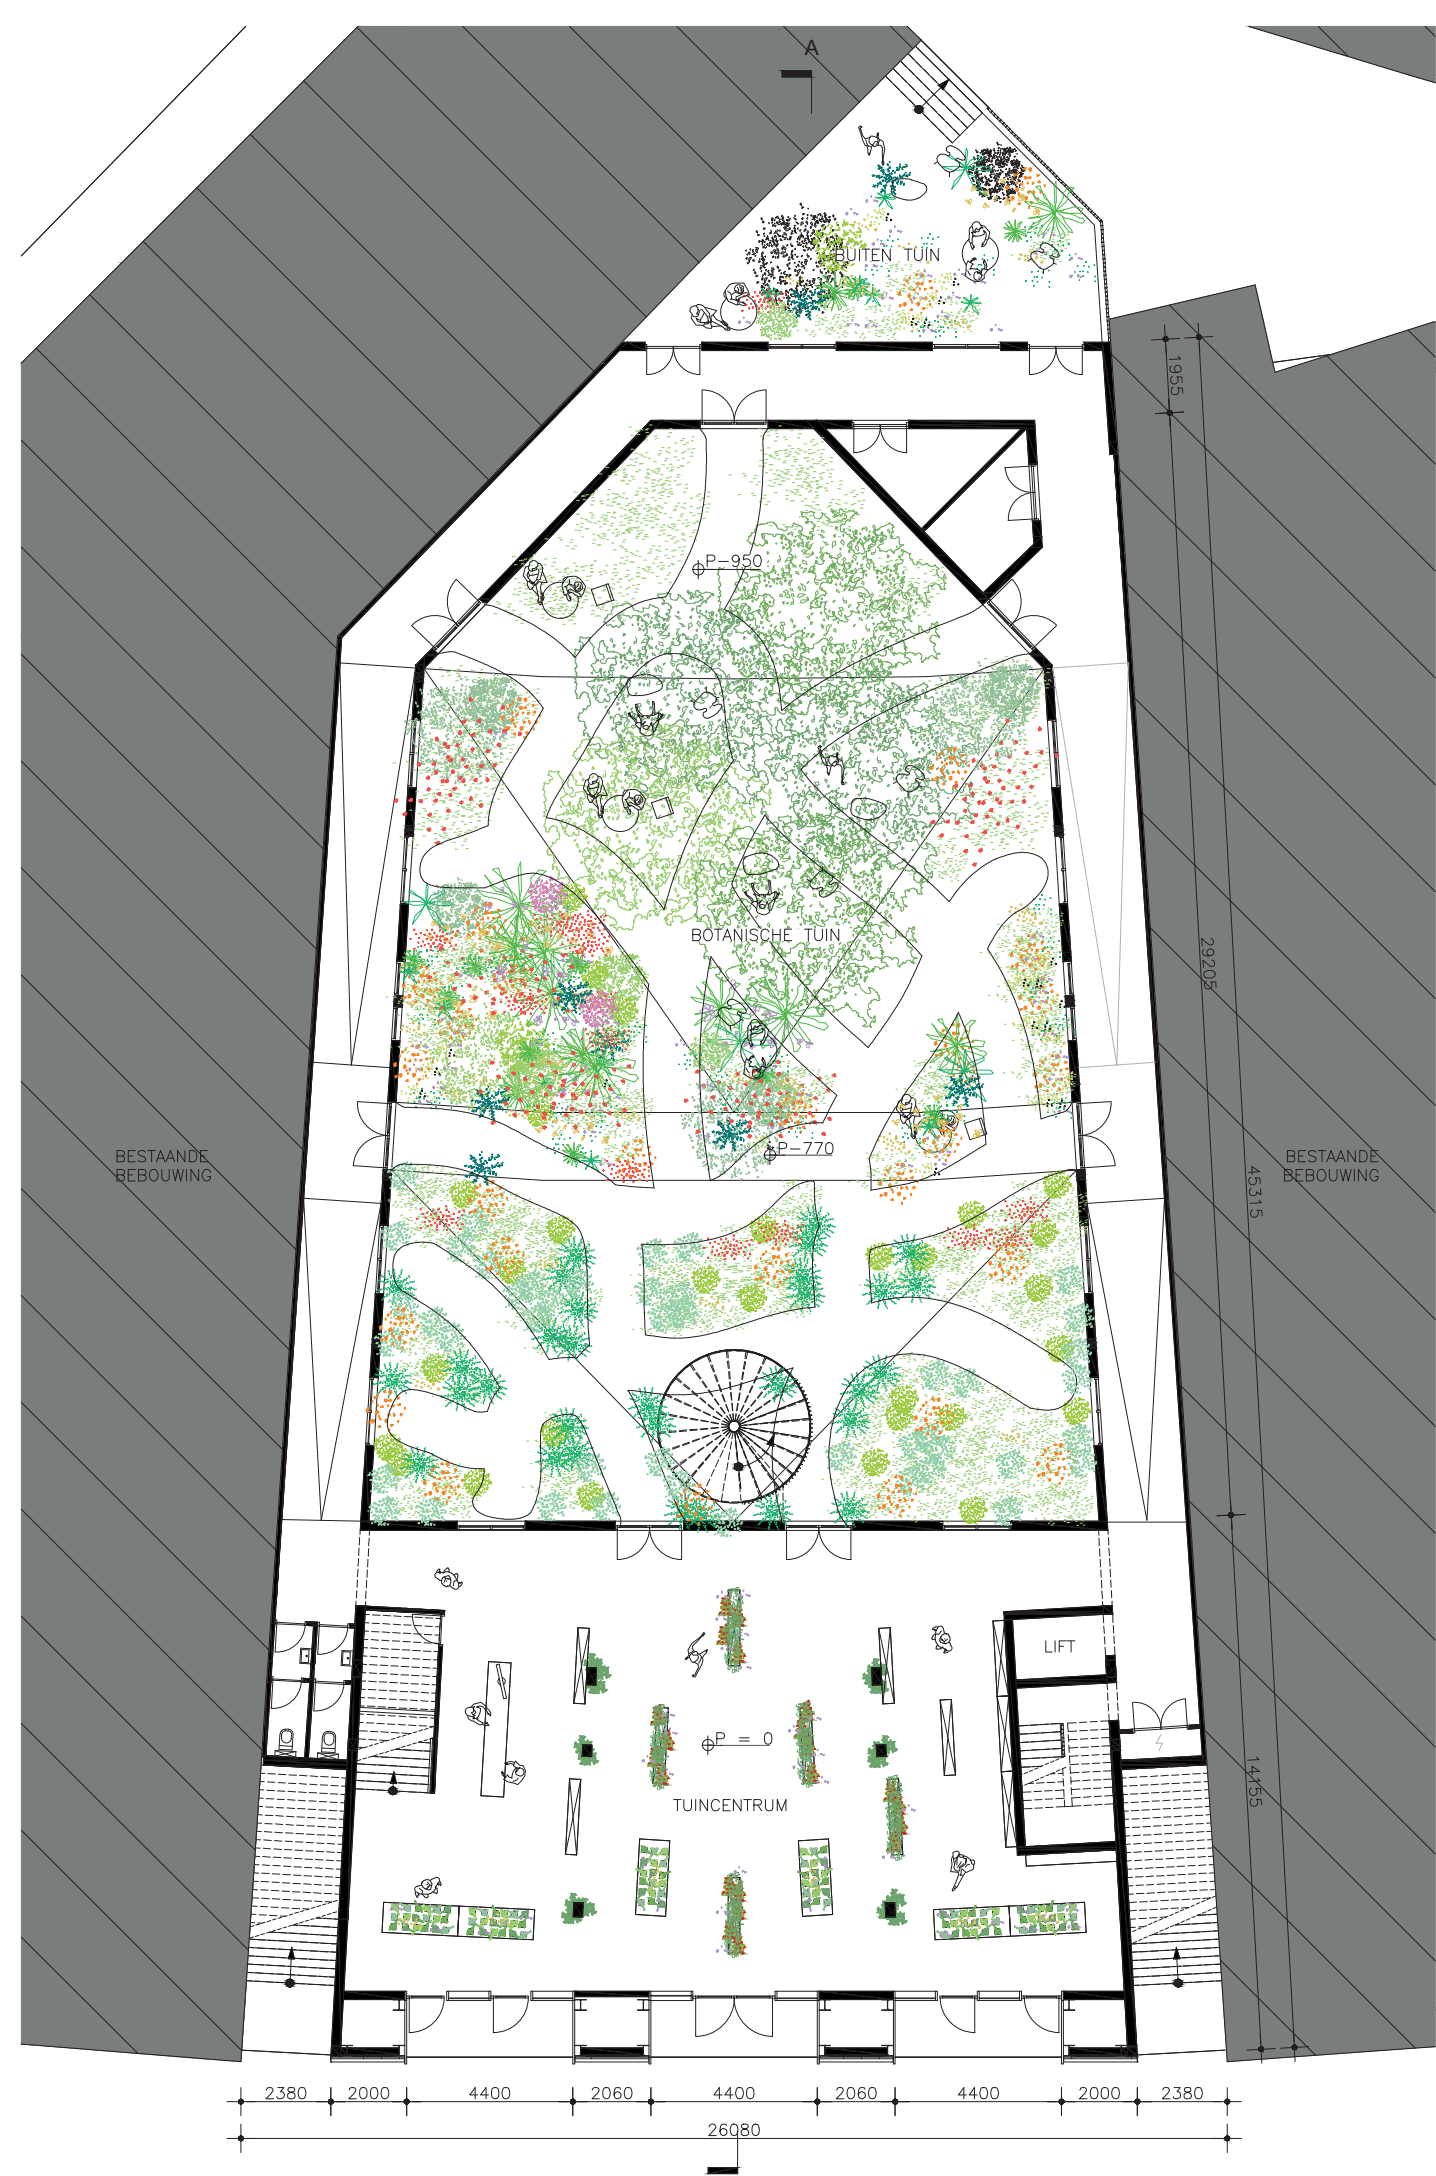 A
BUITEN TUIN
1955
P-950
BOTANISCHE TUIN
29205
P-770
BESTAANDE
BEBOUWING
BESTAANDE
BEBOUWING
45315
LIFT
P = 0
14155
TUINCENTRUM
2380 2000 4400 2060 4400 2060 4400 2000 2380
26080